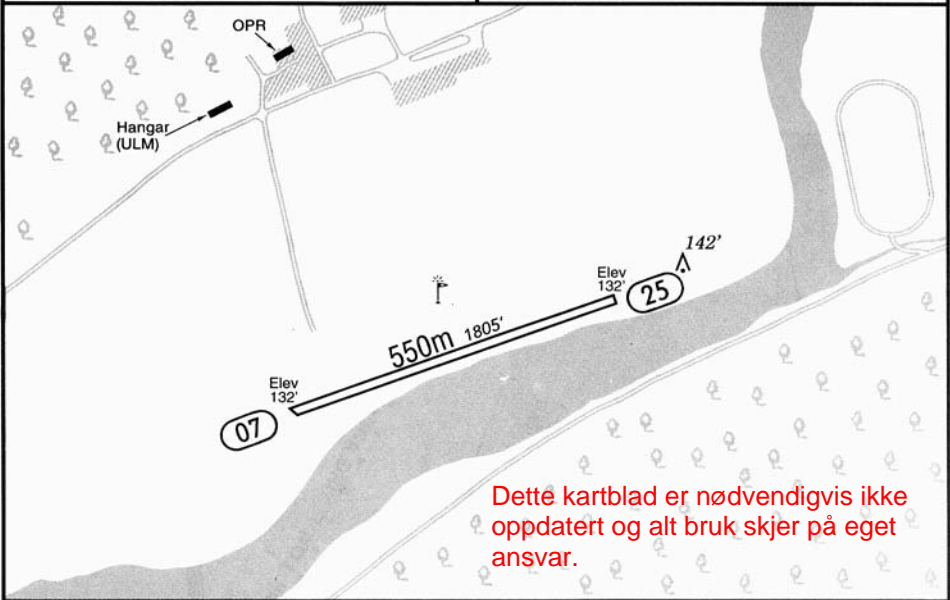 OPR
Hangar
(ULM)
142'
Elev
132'
25
550m 1805'
Elev
132'
07
Dette kartblad er nødvendigvis ikke
oppdatert og alt bruk skjer på eget
ansvar.